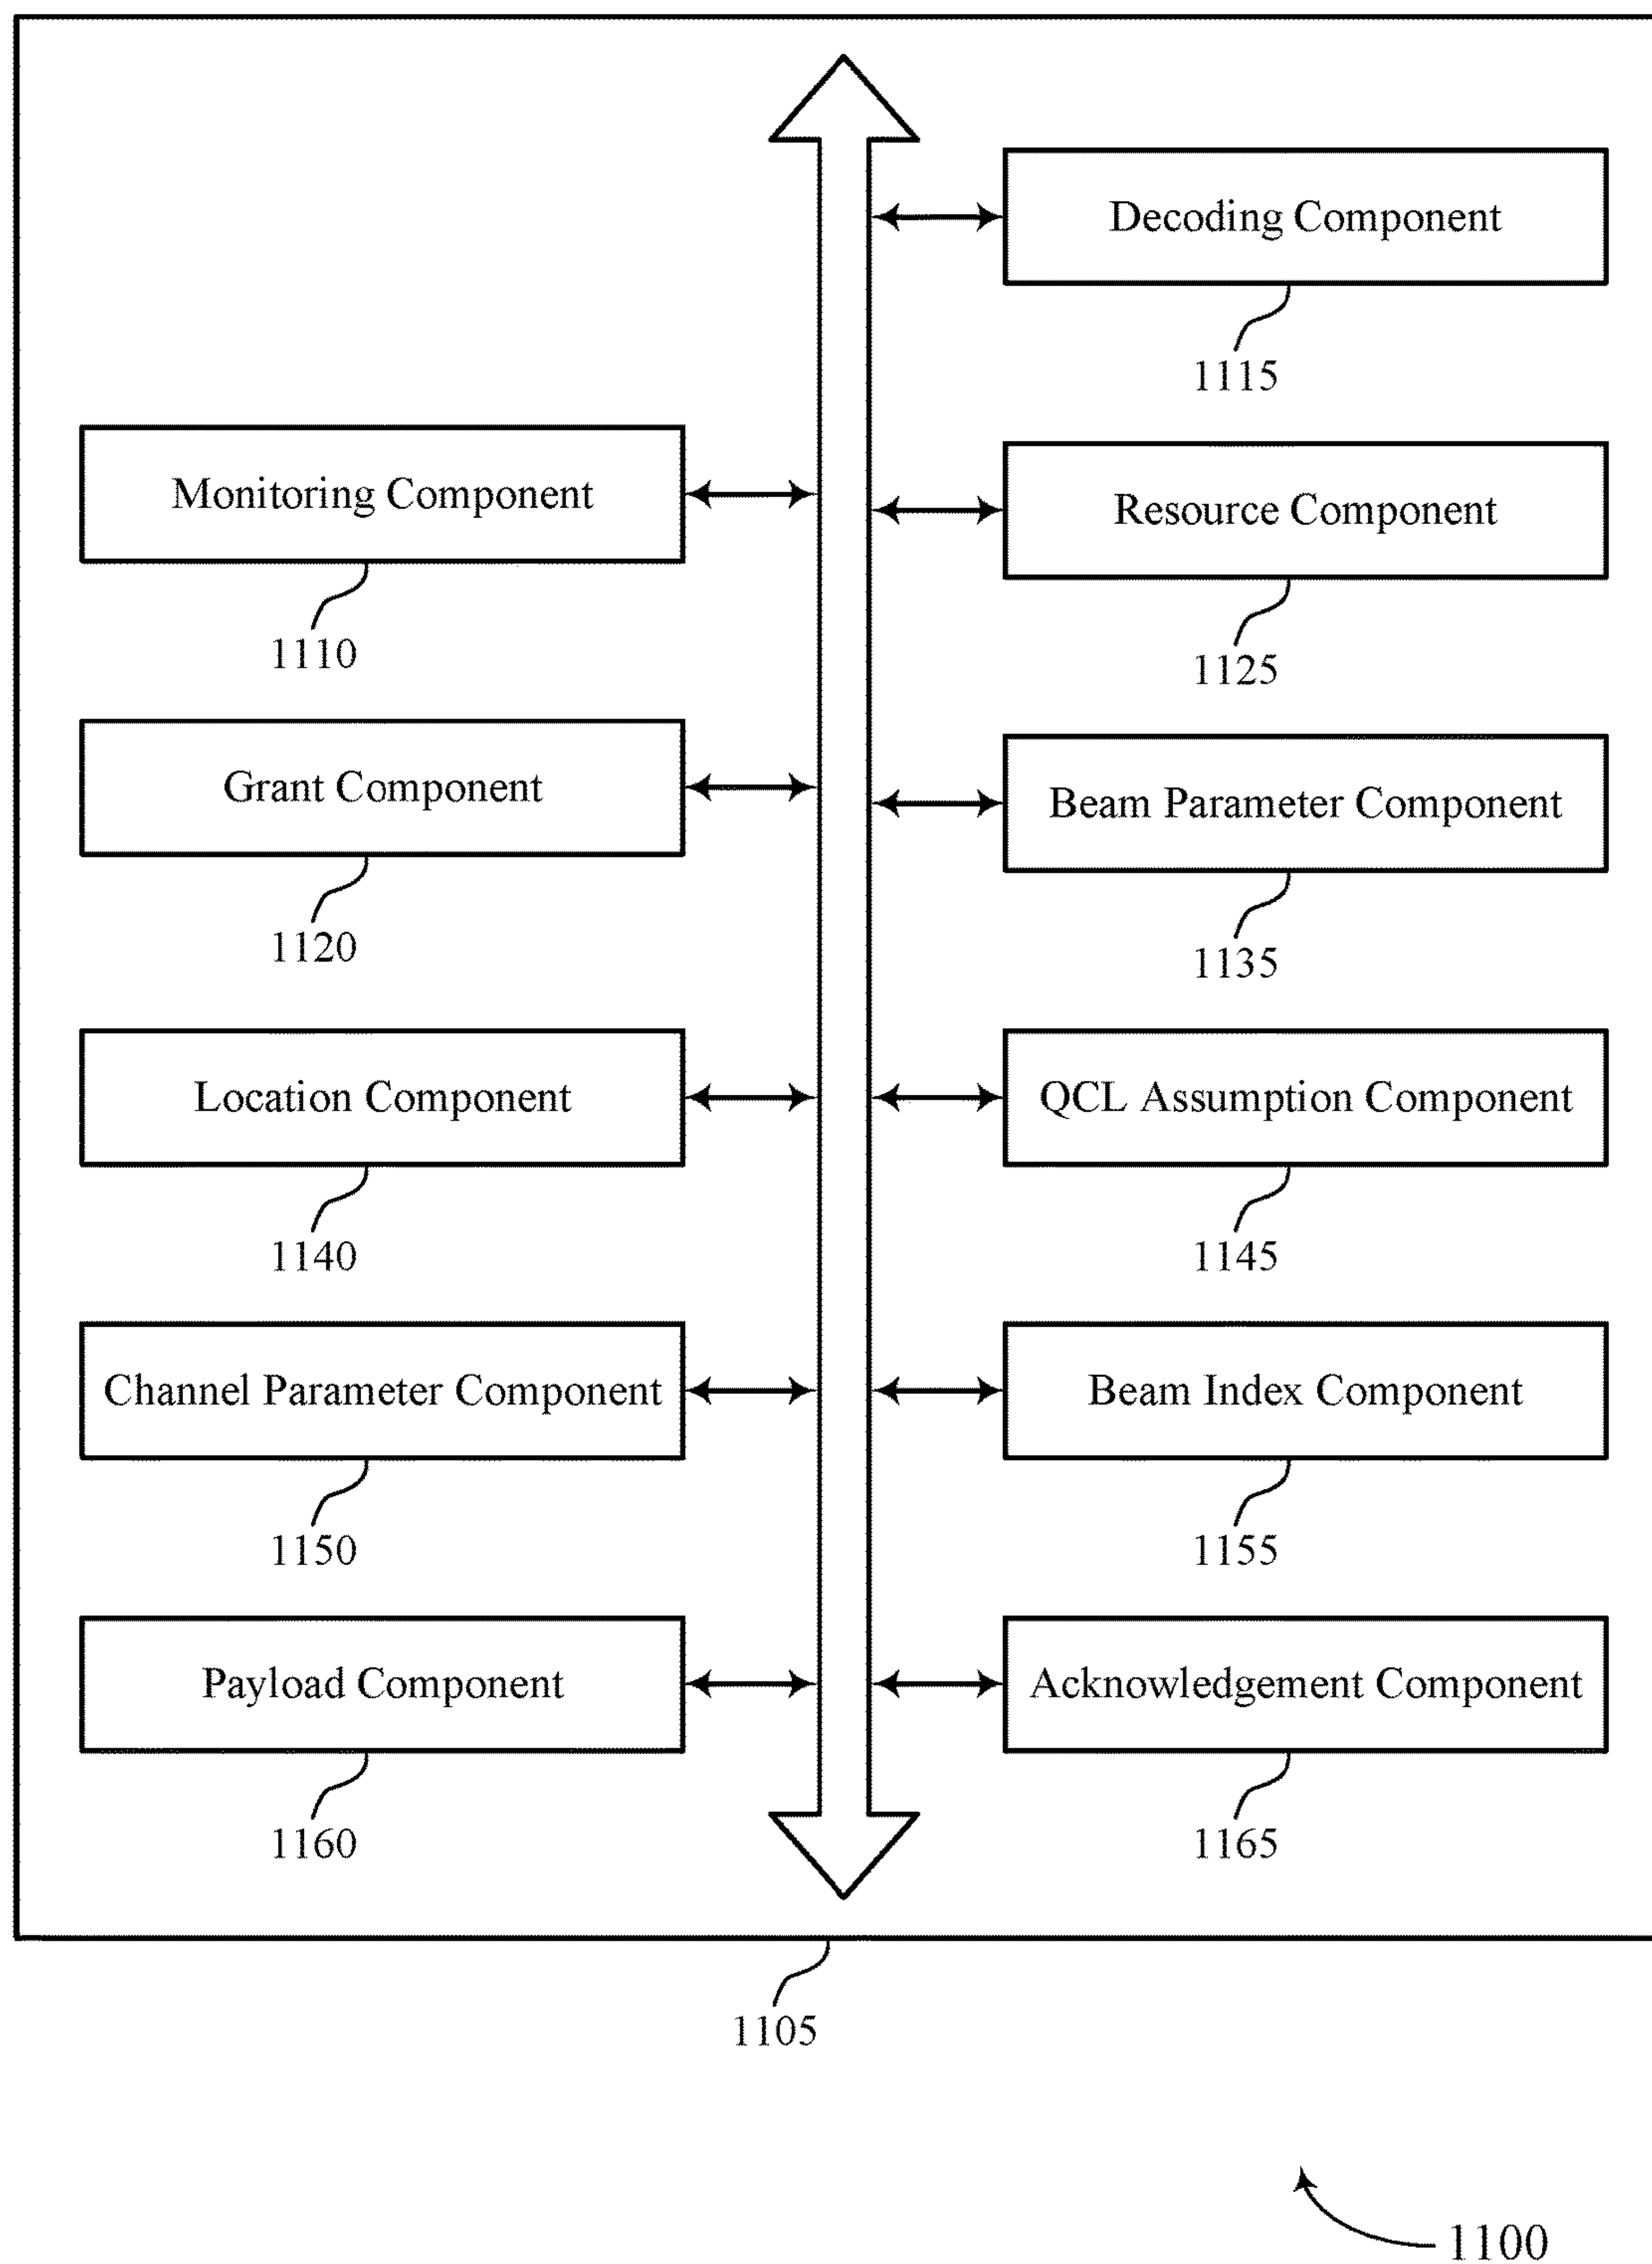 Decoding Component
1115
Monitoring Component
1110
Resource Component
1125
Grant Component
1120
Beam Parameter Component
1135
Location Component
1140
QCL Assumption Component
1145
Channel Parameter Component
1150
Beam Index Component
1155
Payload Component
1160
Acknowledgement Component
1165
1105
1100